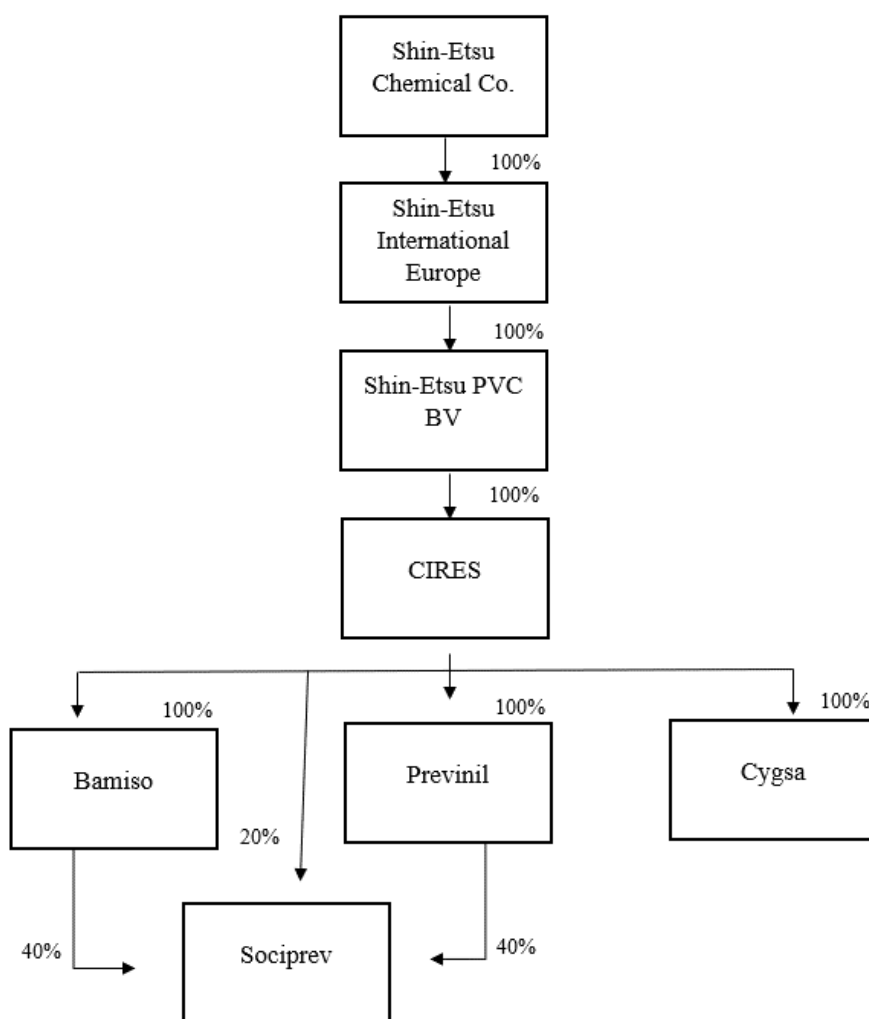 Shin-Etsu
Chemical Co.
100%
Shin-Etsu
International
Europe
100%
Shin-Etsu PVC
BV
100%
CIRES
100%
100%
100%
Bamiso
Previnil
Cygsa
20%
40%
Sociprev
40%